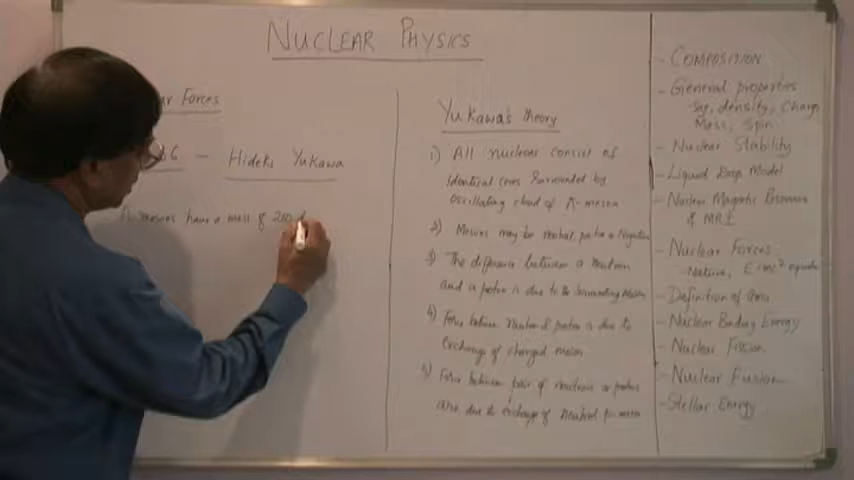 NUCLEAR PHYSICS
Forces
- Hideki Yukawa
mesons have a mass of 200
Yukawa's theory
1) All nuclear consist of
Identical cores surrounded by
oscillating cloud of π-meson
2) Mesons may be neutral, positive or Negative
3) The difference between a neutron
and a proton is due to the surrounding Meson
4) Force between neutron & proton is due to
exchange of charged meson
5) Force between pair of neutrons or protons
are due to exchange of Neutral π-meson
- COMPOSITION
- General properties
density, Charge
Mass, Spin
- Nuclear Stability
- Liquid Drop Model
- Nuclear Magnetic Resonance
& MRI
- Nuclear Forces
Nature, E=mc²
- Definition of amu
- Nuclear Binding Energy
- Nuclear Fission
- Nuclear Fusion
- Stellar Energy